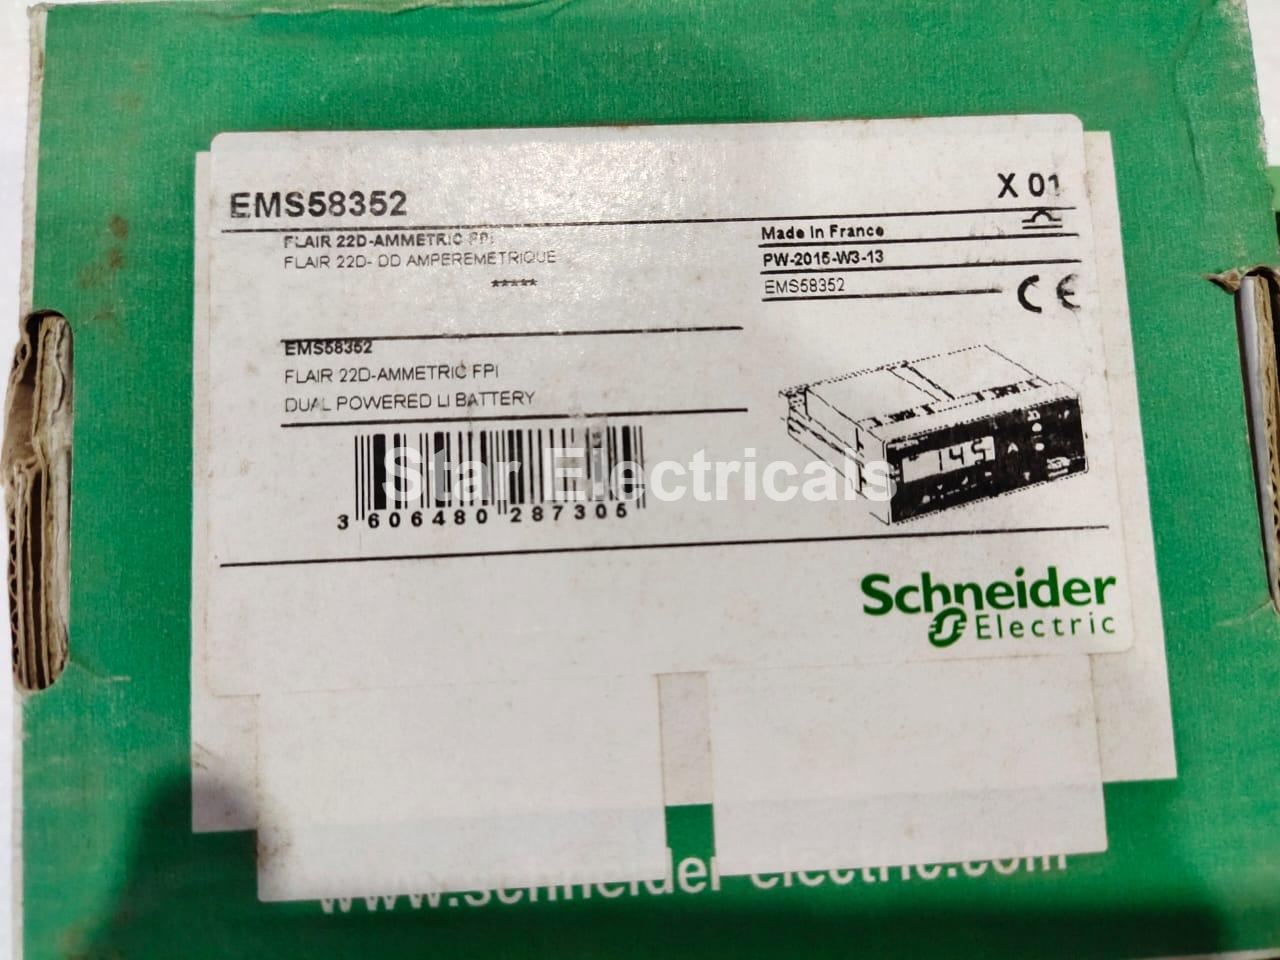 EMS58352
X 01
FLAIR 22D-AMMETRIC FPI
FLAIR 22D- DD AMPEREMETRIQUE
*****
Made in France
PW-2015-W3-13
EMS58352
CE
EMS58352
FLAIR 22D-AMMETRIC FPI
DUAL POWERED LI BATTERY
145 A
Star Electricals
3 606480 287305
Schneider
Electric
www.schneider-electric.com